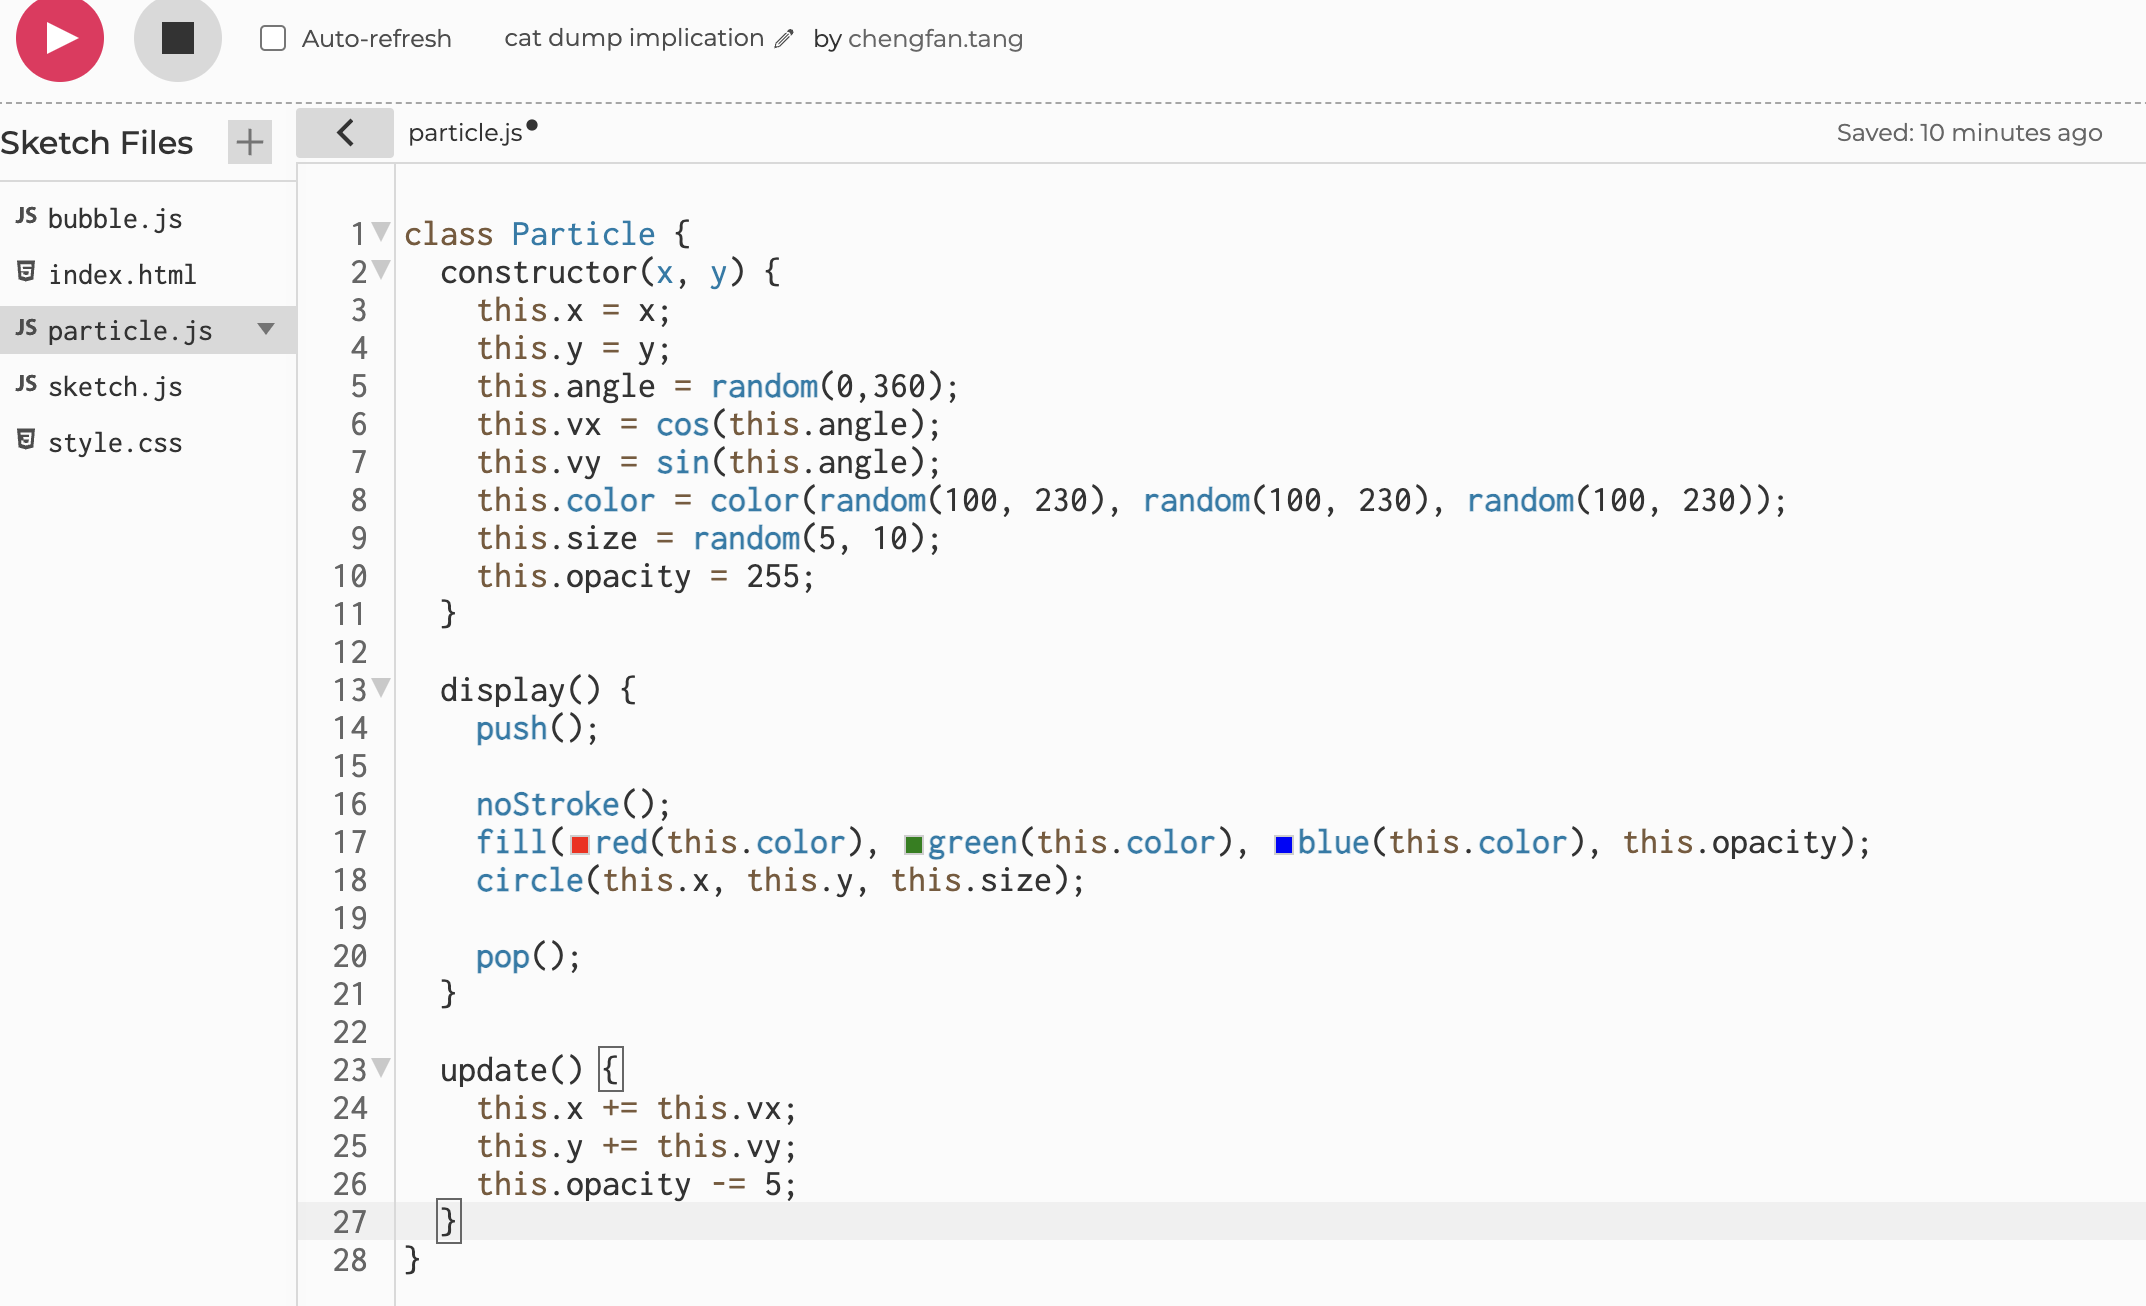 Auto-refresh cat dump implication by chengfan.tang
Sketch Files
particle.js
Saved: 10 minutes ago
JS bubble.js
index.html
JS particle.js
JS sketch.js
style.css
1 class Particle {
2   constructor(x, y) {
3     this.x = x;
4     this.y = y;
5     this.angle = random(0,360);
6     this.vx = cos(this.angle);
7     this.vy = sin(this.angle);
8     this.color = color(random(100, 230), random(100, 230), random(100, 230));
9     this.size = random(5, 10);
10     this.opacity = 255;
11   }
12
13   display() {
14     push();
15
16     noStroke();
17     fill(red(this.color), green(this.color), blue(this.color), this.opacity);
18     circle(this.x, this.y, this.size);
19
20     pop();
21   }
22
23   update() {
24     this.x += this.vx;
25     this.y += this.vy;
26     this.opacity -= 5;
27   }
28 }